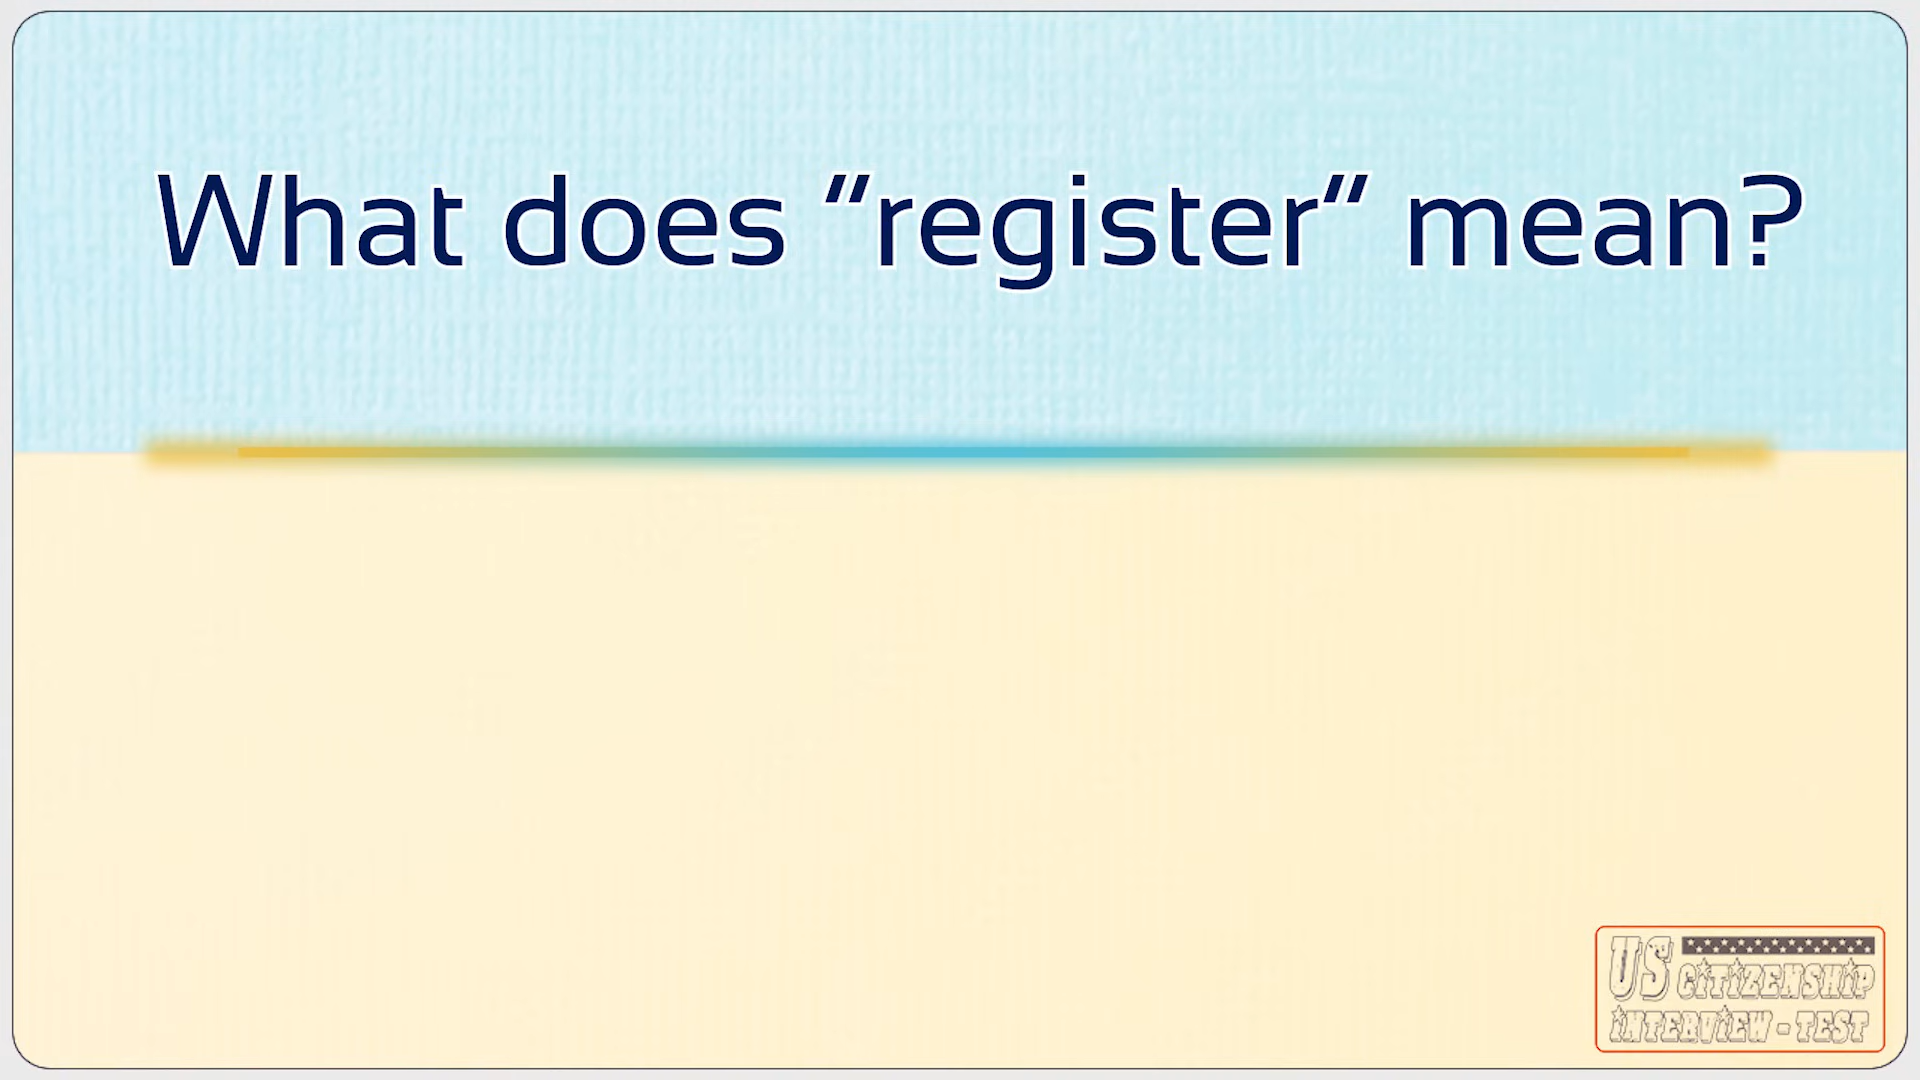 What does “register” mean?
US CiTiZENSHiP
iNTERViEW - TEST